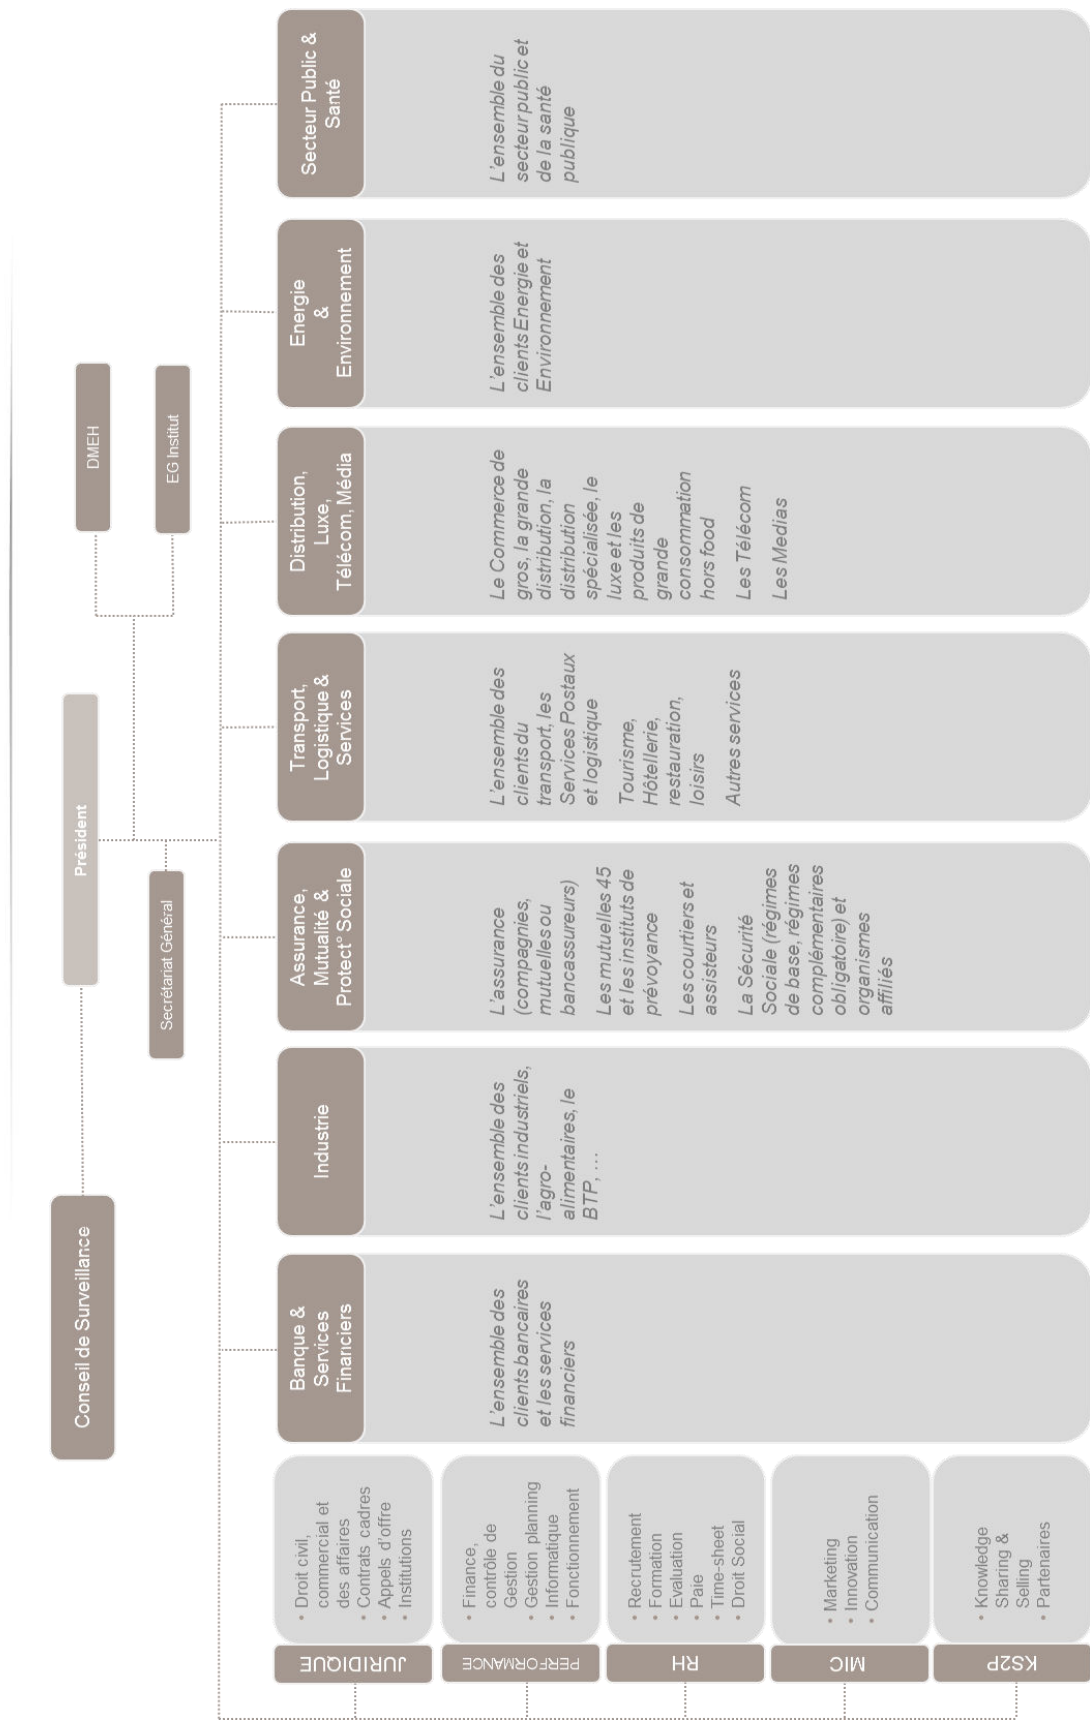 Conseil de Surveillance
Président
Secrétariat Général
DMEH
EG Institut
JURIDIQUE
• Droit civil,
commercial et
des affaires
• Contrats cadres
• Appels d'offre
• Institutions
PERFORMANCE
• Finance,
contrôle de
Gestion
• Gestion planning
• Informatique
• Fonctionnement
RH
• Recrutement
• Formation
• Evaluation
• Paie
• Time-sheet
• Droit Social
MIC
• Marketing
• Innovation
• Communication
KS2P
• Knowledge
Sharing &
Selling
• Partenaires
Banque &
Services
Financiers
L'ensemble des
clients bancaires
et les services
financiers
Industrie
L'ensemble des
clients industriels,
l'agro-
alimentaires, le
BTP, ...
Assurance,
Mutualité &
Protect° Sociale
L'assurance
(compagnies,
mutuelles ou
bancassureurs)
Les mutuelles 45
et les instituts de
prévoyance
Les courtiers et
assisteurs
La Sécurité
Sociale (régimes
de base, régimes
complémentaires
obligatoire) et
organismes
affiliés
Transport,
Logistique &
Services
L'ensemble des
clients du
transport, les
Services Postaux
et logistique
Tourisme,
Hôtellerie,
restauration,
loisirs
Autres services
Distribution,
Luxe,
Télécom, Média
Le Commerce de
gros, la grande
distribution, la
distribution
spécialisée, le
luxe et les
produits de
grande
consommation
hors food
Les Télécom
Les Medias
Energie
&
Environnement
L'ensemble des
clients Energie et
Environnement
Secteur Public &
Santé
L'ensemble du
secteur public et
de la santé
publique